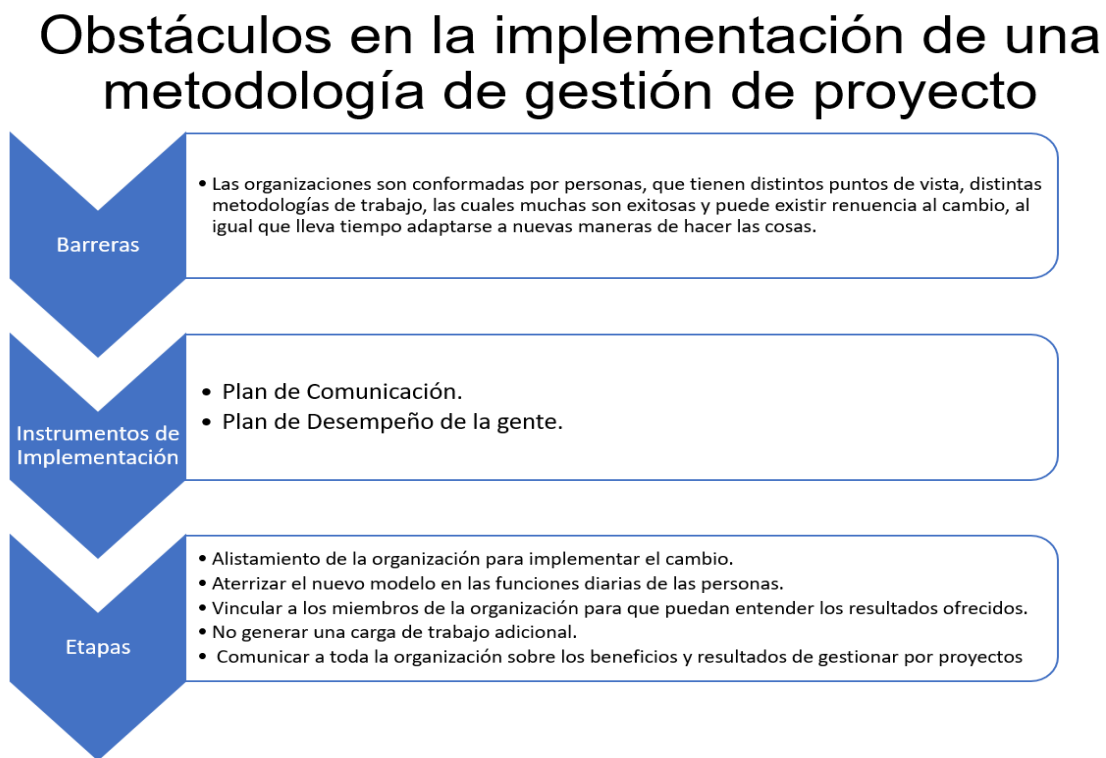 Obstáculos en la implementación de una
metodología de gestión de proyecto
Barreras
• Las organizaciones son conformadas por personas, que tienen distintos puntos de vista, distintas
metodologías de trabajo, las cuales muchas son exitosas y puede existir renuencia al cambio, al
igual que lleva tiempo adaptarse a nuevas maneras de hacer las cosas.
Instrumentos de
Implementación
• Plan de Comunicación.
• Plan de Desempeño de la gente.
Etapas
• Alistamiento de la organización para implementar el cambio.
• Aterrizar el nuevo modelo en las funciones diarias de las personas.
• Vincular a los miembros de la organización para que puedan entender los resultados ofrecidos.
• No generar una carga de trabajo adicional.
• Comunicar a toda la organización sobre los beneficios y resultados de gestionar por proyectos